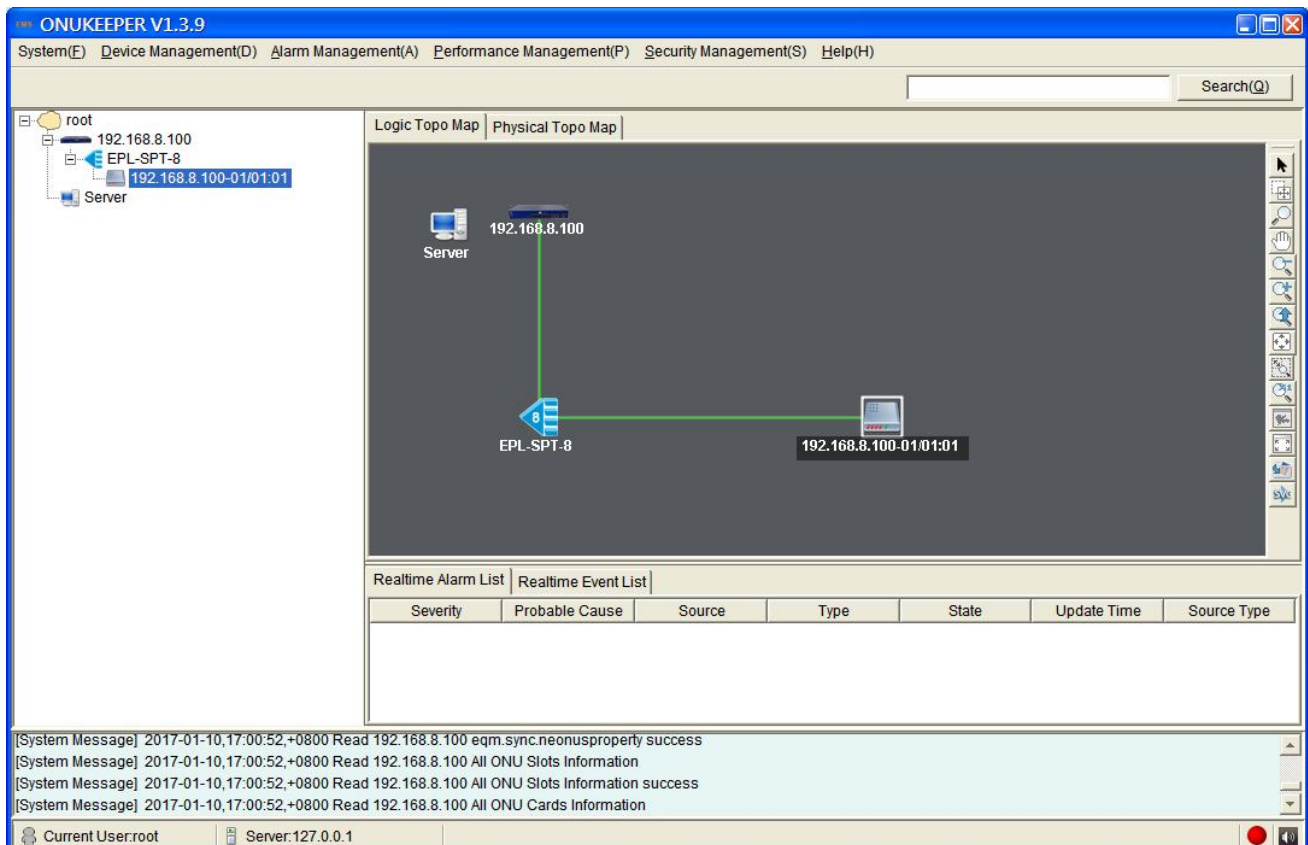 ONUKEEPER V1.3.9
System(F) Device Management(D) Alarm Management(A) Performance Management(P) Security Management(S) Help(H)
Search(Q)
root
192.168.8.100
EPL-SPT-8
192.168.8.100-01/01:01
Server
Logic Topo Map Physical Topo Map
192.168.8.100
Server
8
EPL-SPT-8
192.168.8.100-01/01:01
Realtime Alarm List Realtime Event List
Severity Probable Cause Source Type State Update Time Source Type
[System Message] 2017-01-10,17:00:52,+0800 Read 192.168.8.100 eqm.sync.neonusproperty success
[System Message] 2017-01-10,17:00:52,+0800 Read 192.168.8.100 All ONU Slots Information
[System Message] 2017-01-10,17:00:52,+0800 Read 192.168.8.100 All ONU Slots Information success
[System Message] 2017-01-10,17:00:52,+0800 Read 192.168.8.100 All ONU Cards Information
Current User:root Server:127.0.0.1